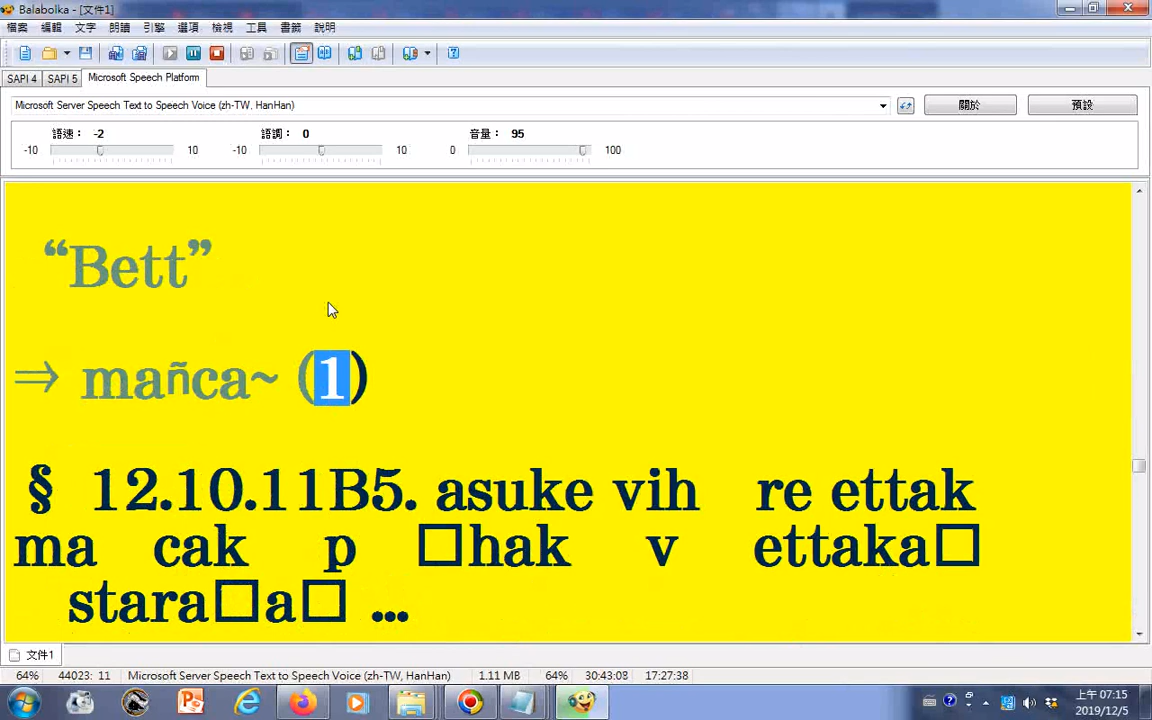 Balabolka - [文件1]
檔案 編輯 文字 朗讀 引擎 選項 檢視 工具 書籤 說明
SAPI 4 SAPI 5 Microsoft Speech Platform
Microsoft Server Speech Text to Speech Voice (zh-TW, HanHan) 關於 預設
語速： -2 語調： 0 音量： 95
-10 10 -10 10 0 100
“Bett”
⇒ mañca~ (1)
§ 12.10.11B5. asuke vih re ettak
ma cak p □hak v ettaka□
stara□a□ ...
文件1
64% 44023: 11 Microsoft Server Speech Text to Speech Voice (zh-TW, HanHan) 1.11 MB 64% 30:43:08 17:27:38
上午 07:15
2019/12/5